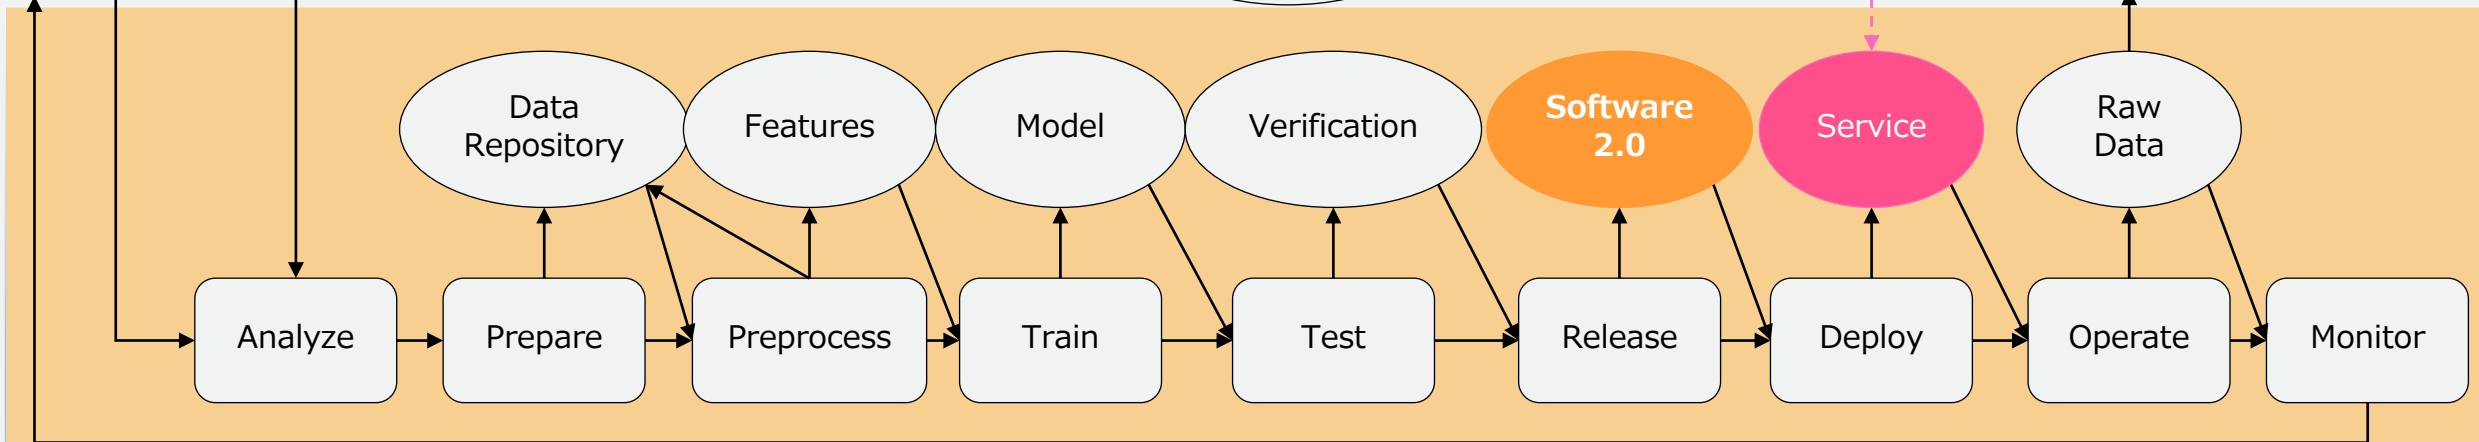 Data
Repository
Features
Model
Verification
Software
2.0
Service
Raw
Data
Analyze
Prepare
Preprocess
Train
Test
Release
Deploy
Operate
Monitor